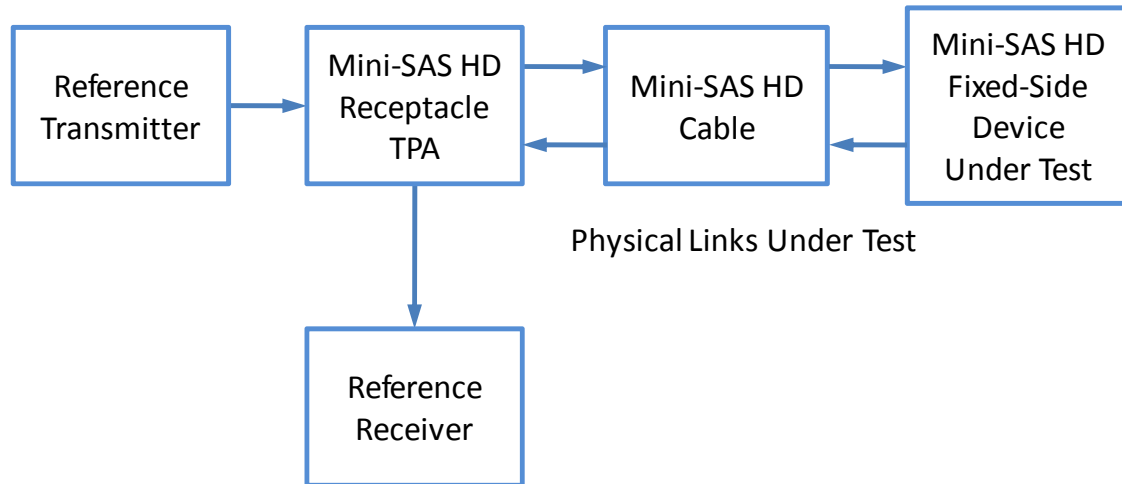 Reference
Transmitter
Mini-SAS HD
Receptacle
TPA
Mini-SAS HD
Cable
Mini-SAS HD
Fixed-Side
Device
Under Test
Physical Links Under Test
Reference
Receiver